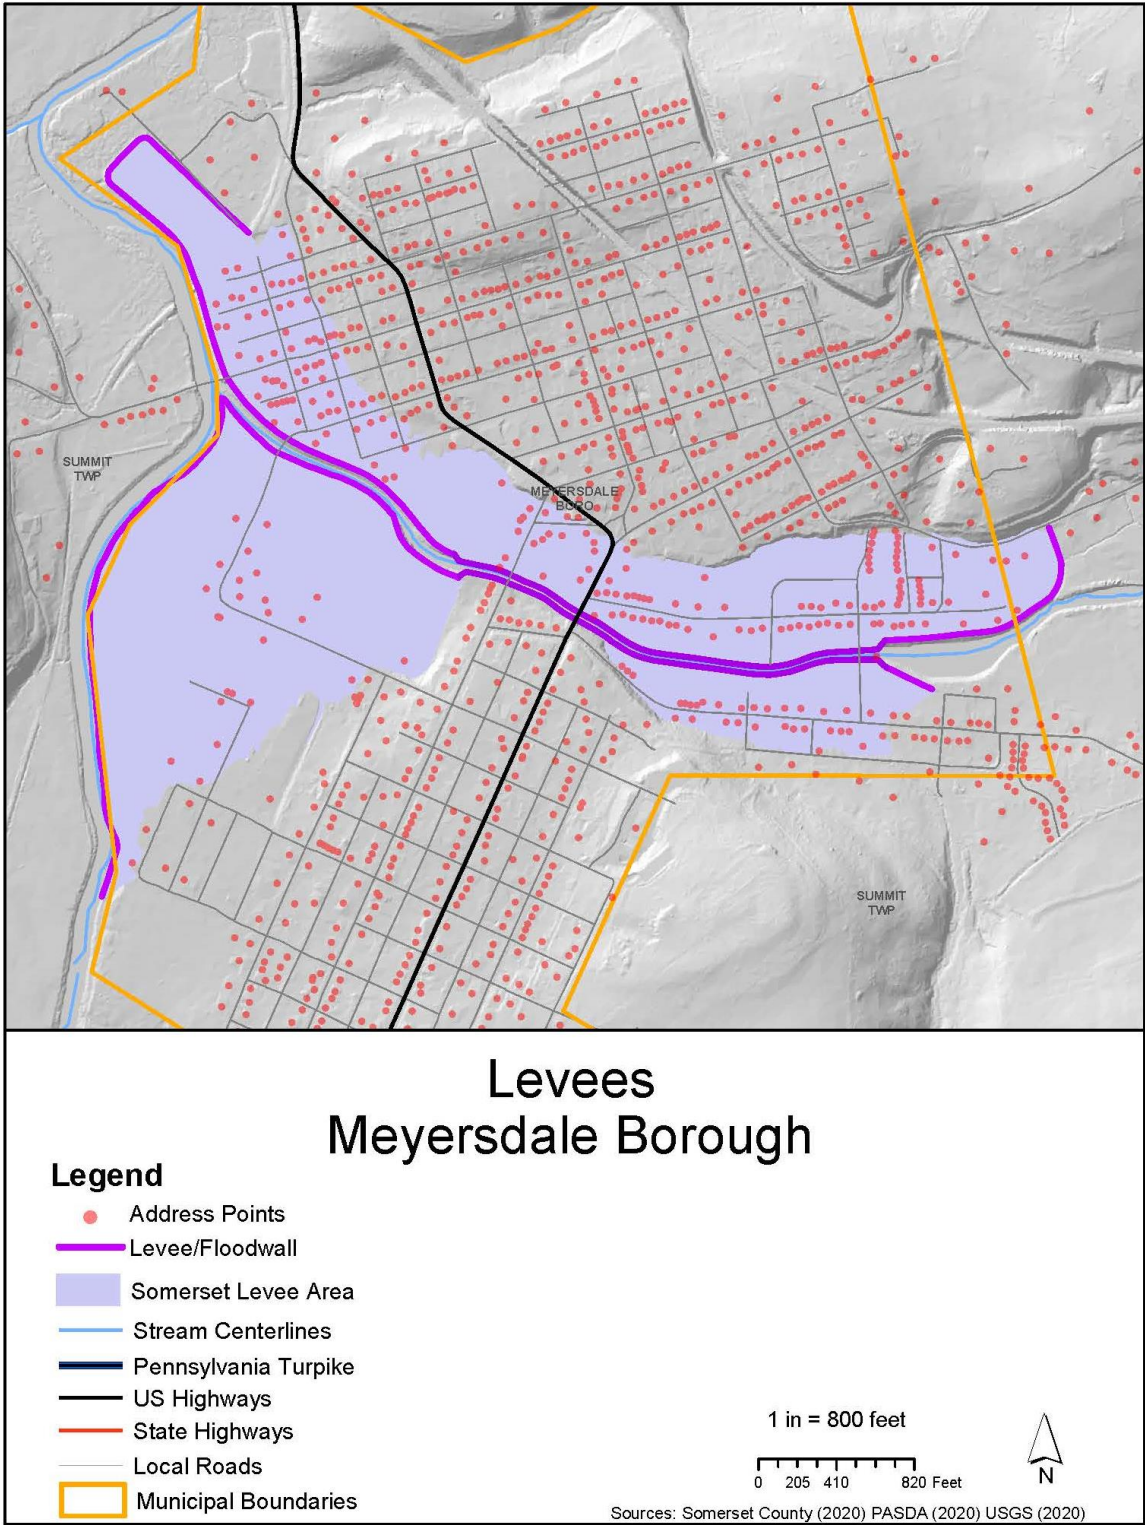 SUMMIT
TWP
MEYERSDALE
BORO
SUMMIT
TWP
Levees
Meyersdale Borough
Legend
Address Points
Levee/Floodwall
Somerset Levee Area
Stream Centerlines
Pennsylvania Turpike
US Highways
State Highways
Local Roads
Municipal Boundaries
1 in = 800 feet
0 205 410 820 Feet
N
Sources: Somerset County (2020) PASDA (2020) USGS (2020)